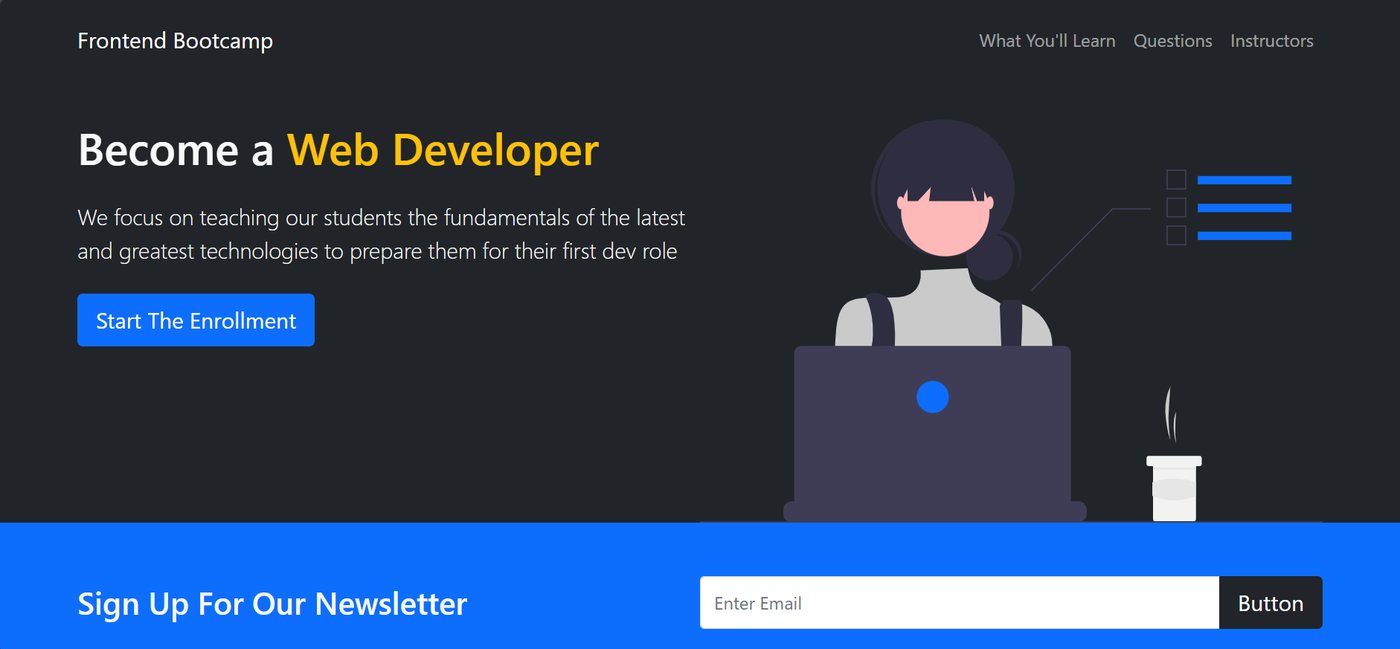 Frontend Bootcamp
What You'll Learn Questions Instructors
Become a Web Developer
We focus on teaching our students the fundamentals of the latest
and greatest technologies to prepare them for their first dev role
Start The Enrollment
Sign Up For Our Newsletter
Enter Email
Button